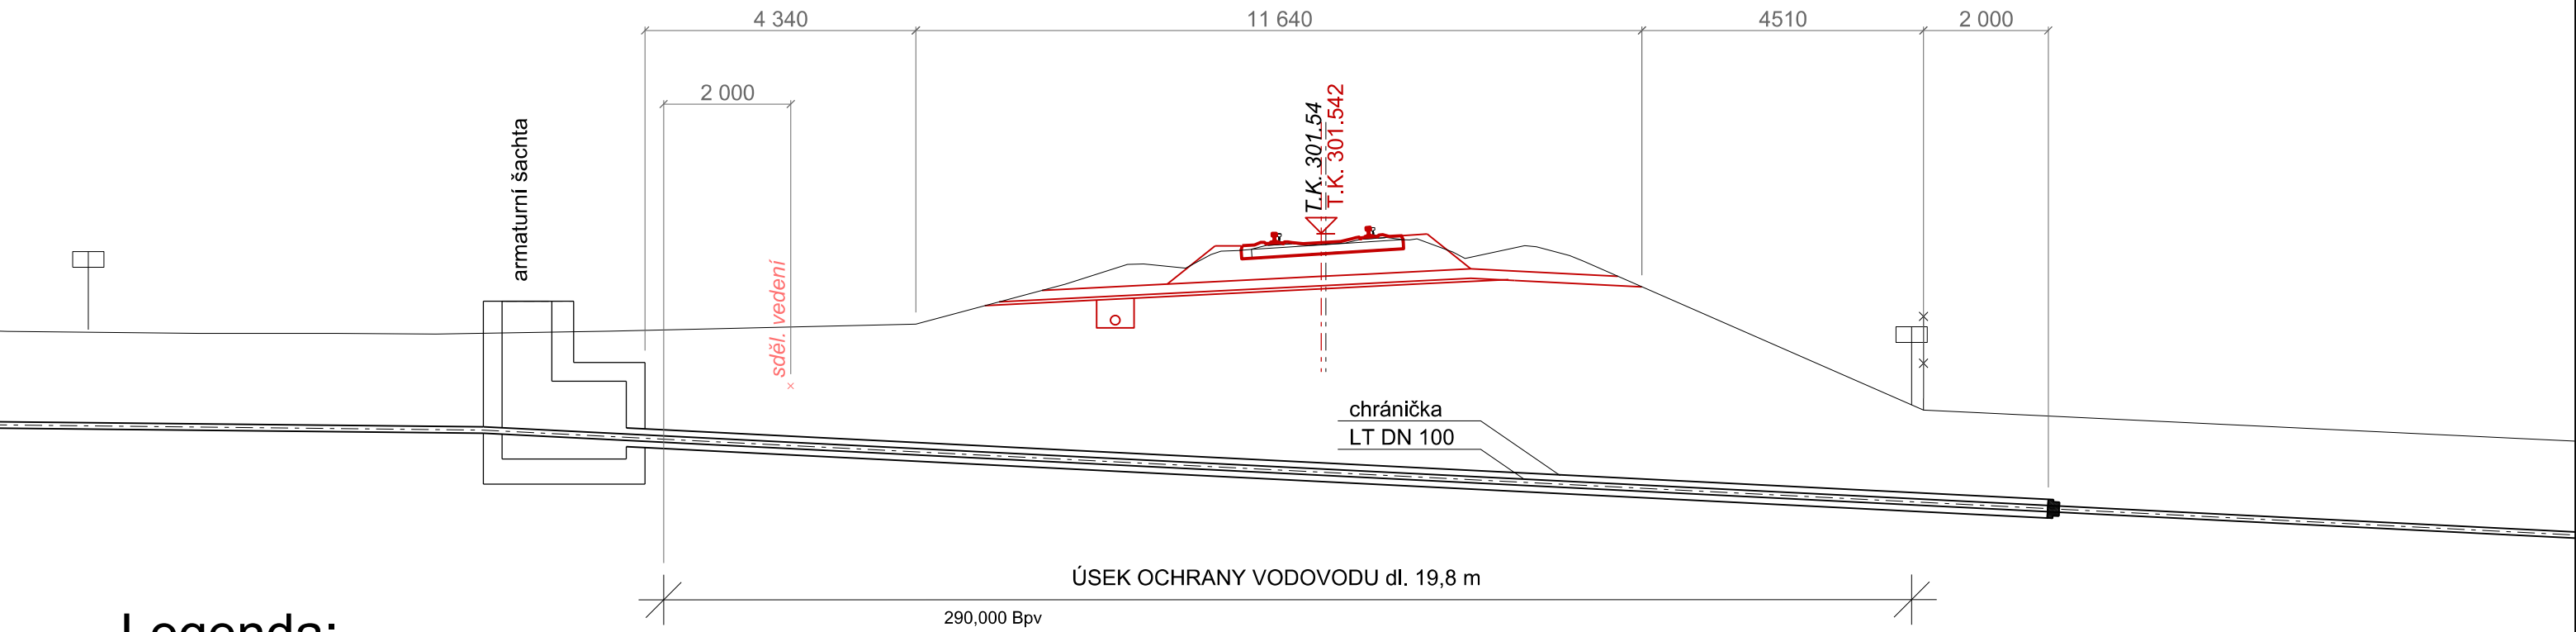 4 340
11 640
4510
2 000
2 000
armaturní šachta
sděl. vedení
T.K. 301.54
T.K. 301.542
chránička
LT DN 100
ÚSEK OCHRANY VODOVODU dl. 19,8 m
290,000 Bpv
Legenda: